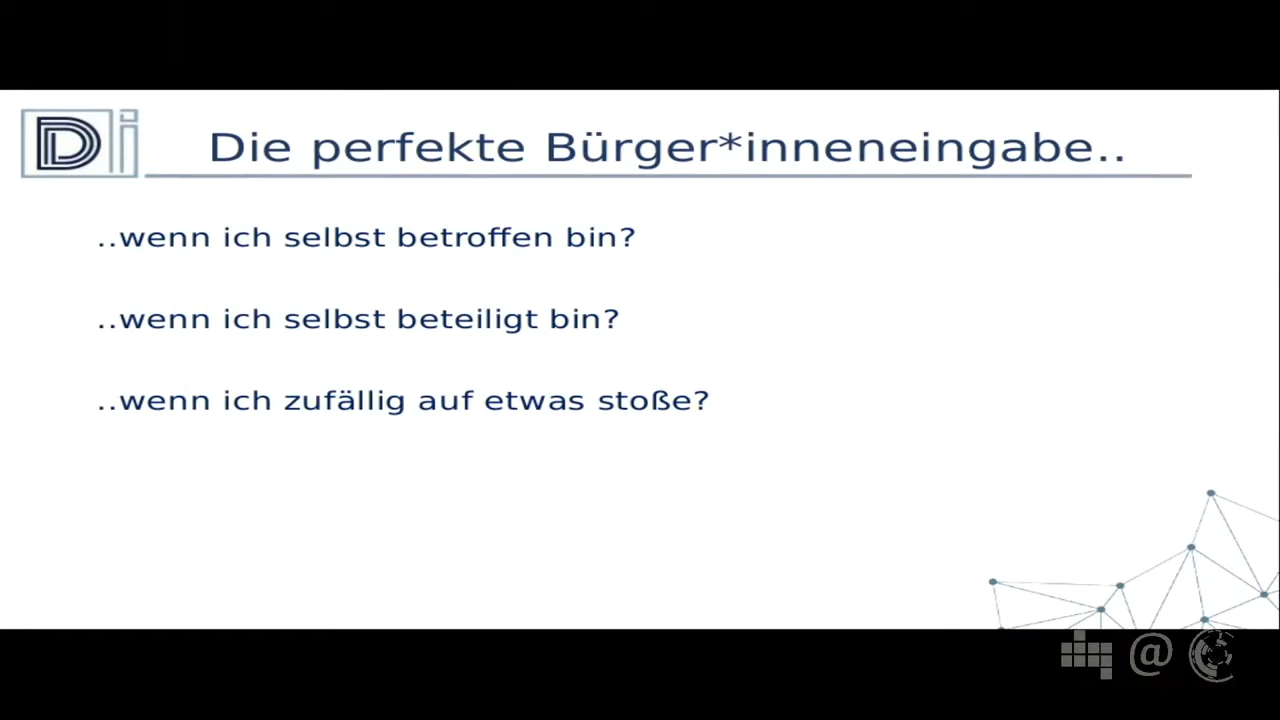 Di
Die perfekte Bürger*inneneingabe..
..wenn ich selbst betroffen bin?
..wenn ich selbst beteiligt bin?
..wenn ich zufällig auf etwas stoße?
@